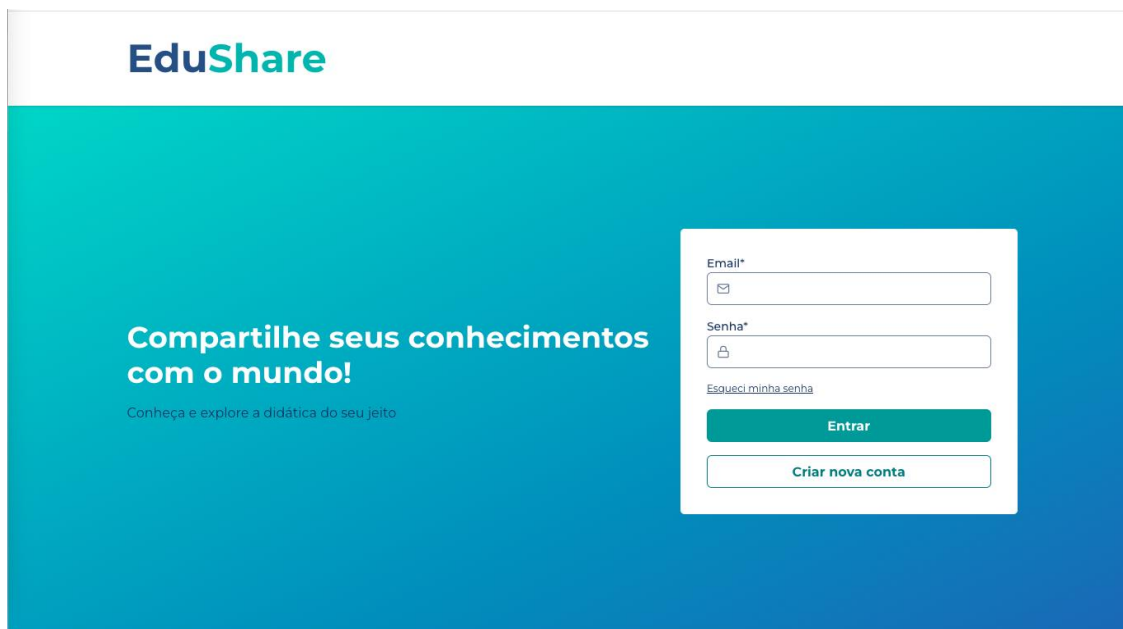 EduShare
Compartilhe seus conhecimentos
com o mundo!
Conheça e explore a didática do seu jeito
Email*
Senha*
Esqueci minha senha
Entrar
Criar nova conta